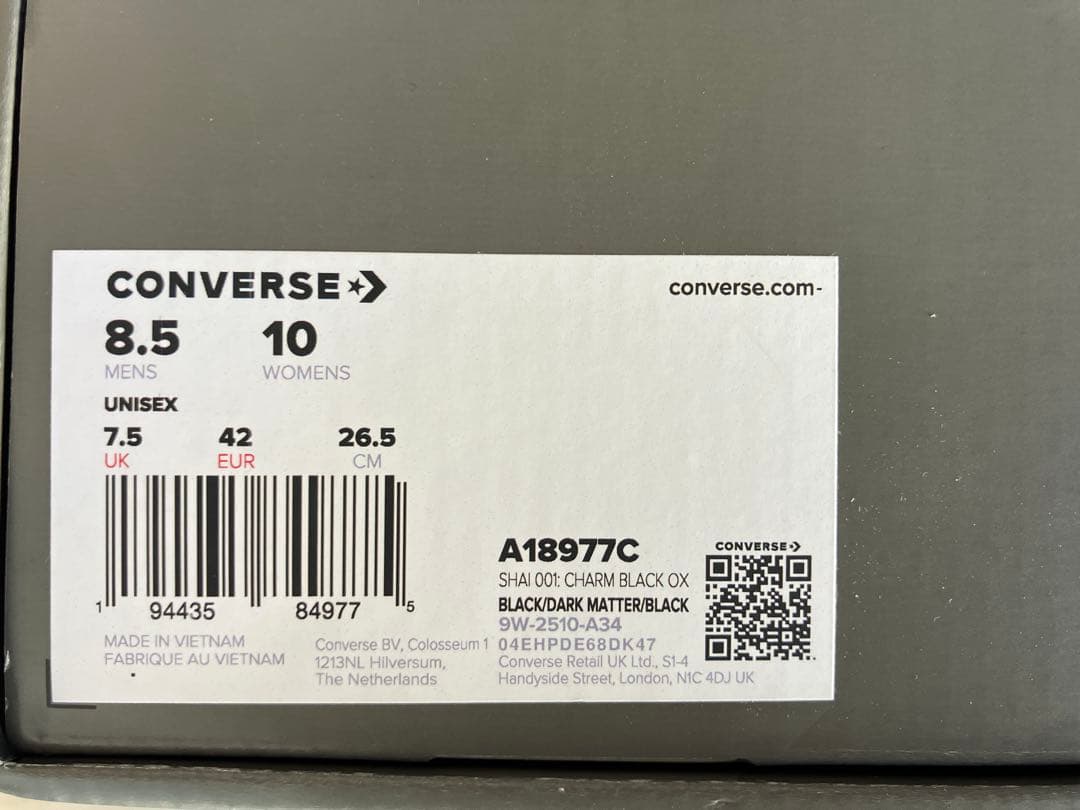 CONVERSE
converse.com-
8.5 10
MENS WOMENS
UNISEX
7.5 42 26.5
UK EUR CM
1 94435 84977 5
MADE IN VIETNAM
FABRIQUE AU VIETNAM
Converse BV, Colosseum 1
1213NL Hilversum,
The Netherlands
A18977C
SHAI 001: CHARM BLACK OX
BLACK/DARK MATTER/BLACK
9W-2510-A34
04EHPDE68DK47
Converse Retail UK Ltd., S1-4
Handyside Street, London, N1C 4DJ UK
CONVERSE